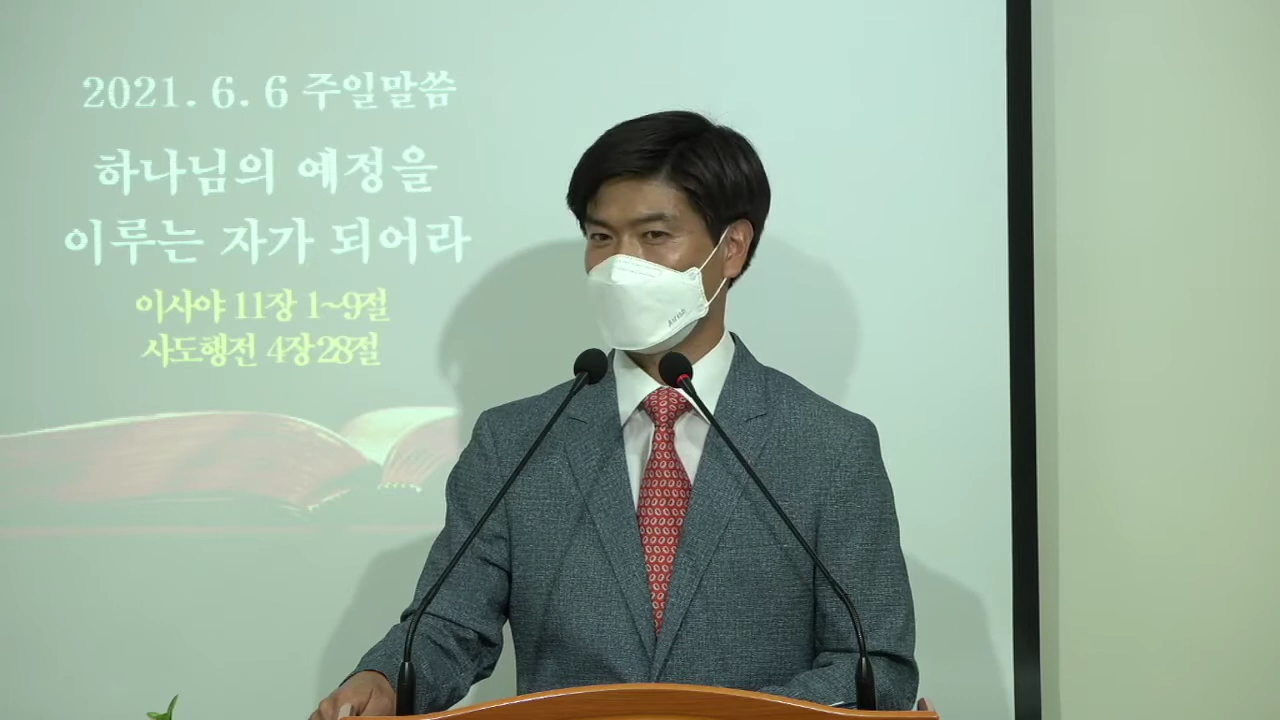 2021. 6. 6 주일말씀
하나님의 예정을
이루는 자가 되어라
이사야 11장 1~9절
사도행전 4장 28절